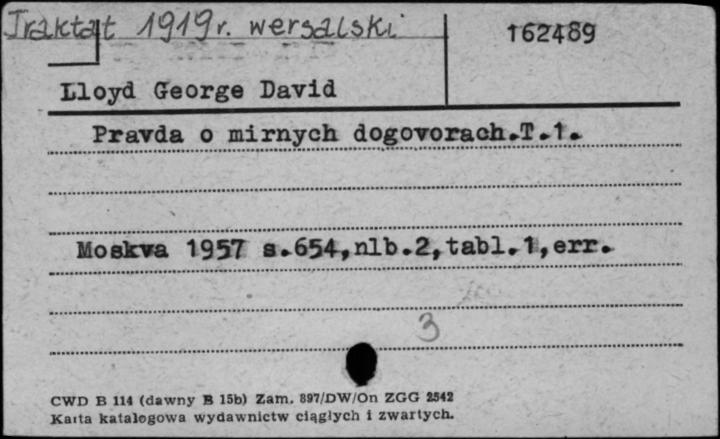 Traktat 1919 r. wersalski
162489
Lloyd George David
Pravda o mirnych dogovorach.T.1.
Moskva 1957 s.654,nlb.2,tabl.1,err.
3
CWD B 114 (dawny B 15b) Zam. 897/DW/On ZGG 2542
Karta katalogowa wydawnictw ciągłych i zwartych.